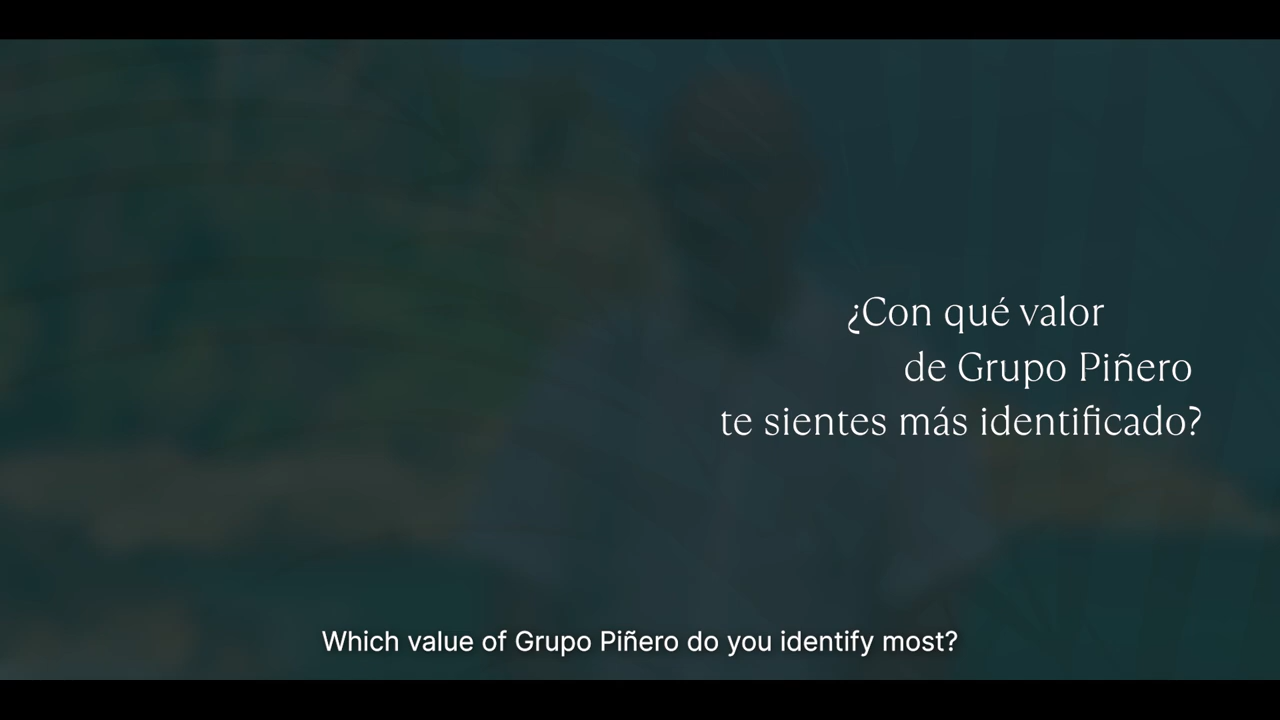 ¿Con qué valor
de Grupo Piñero
te sientes más identificado?
Which value of Grupo Piñero do you identify most?